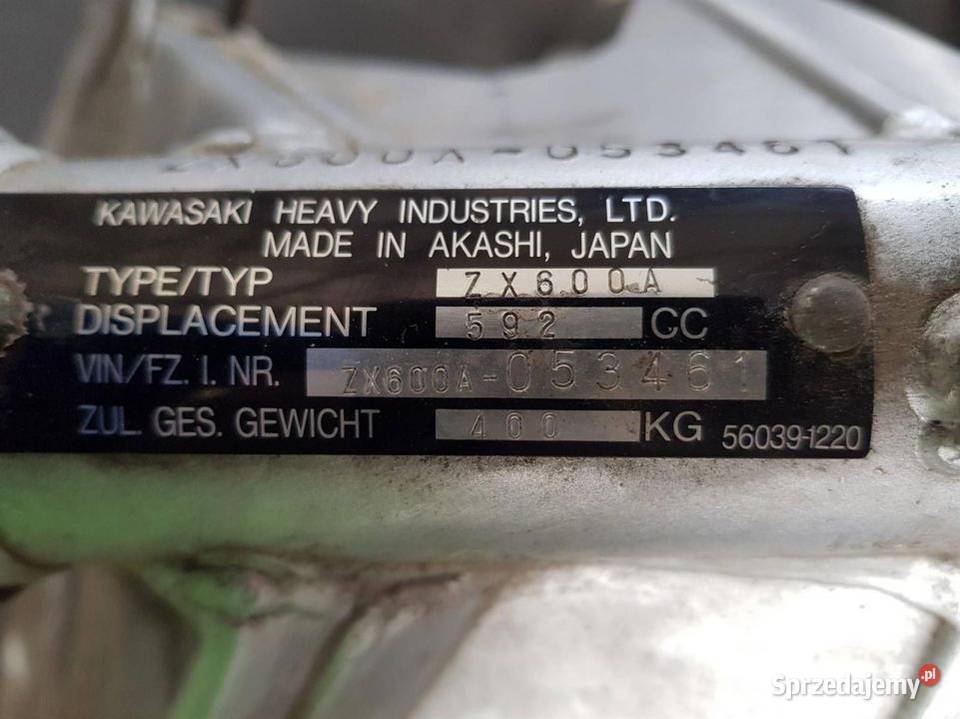 ZX600A-053461
KAWASAKI HEAVY INDUSTRIES, LTD.
MADE IN AKASHI, JAPAN
TYPE/TYP ZX600A
DISPLACEMENT 592 CC
VIN/FZ. I. NR. ZX600A-053461
ZUL. GES. GEWICHT 400 KG 56039-1220
Sprzedajemy.pl